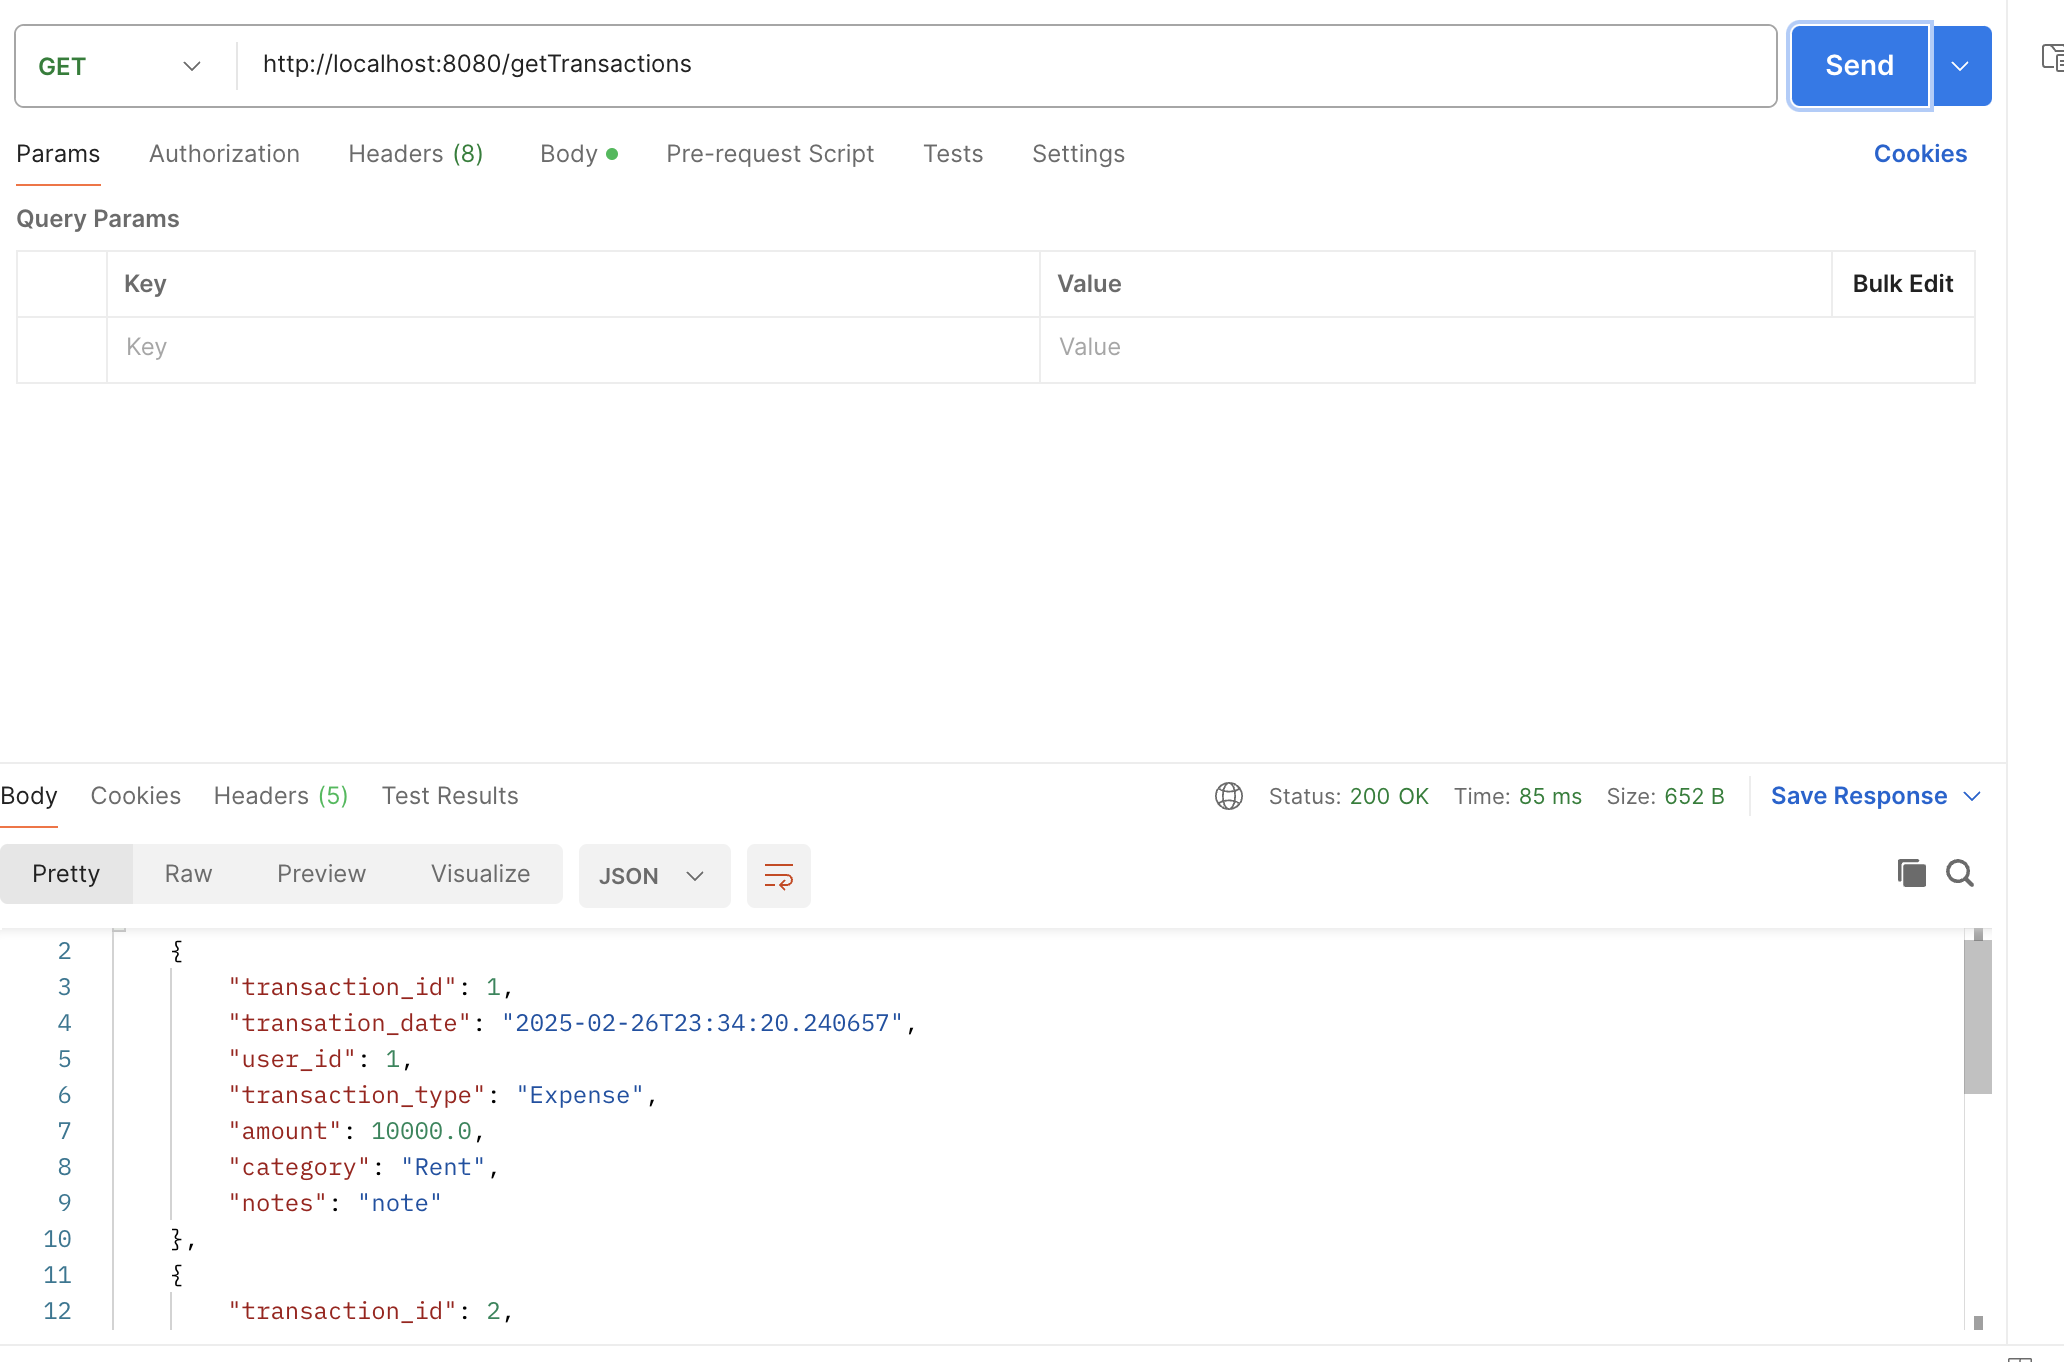 GET http://localhost:8080/getTransactions Send
Params Authorization Headers (8) Body Pre-request Script Tests Settings Cookies
Query Params
Key Value Bulk Edit
Key Value
Body Cookies Headers (5) Test Results Status: 200 OK Time: 85 ms Size: 652 B Save Response
Pretty Raw Preview Visualize JSON
2 {
3 "transaction_id": 1,
4 "transation_date": "2025-02-26T23:34:20.240657",
5 "user_id": 1,
6 "transaction_type": "Expense",
7 "amount": 10000.0,
8 "category": "Rent",
9 "notes": "note"
10 },
11 {
12 "transaction_id": 2,